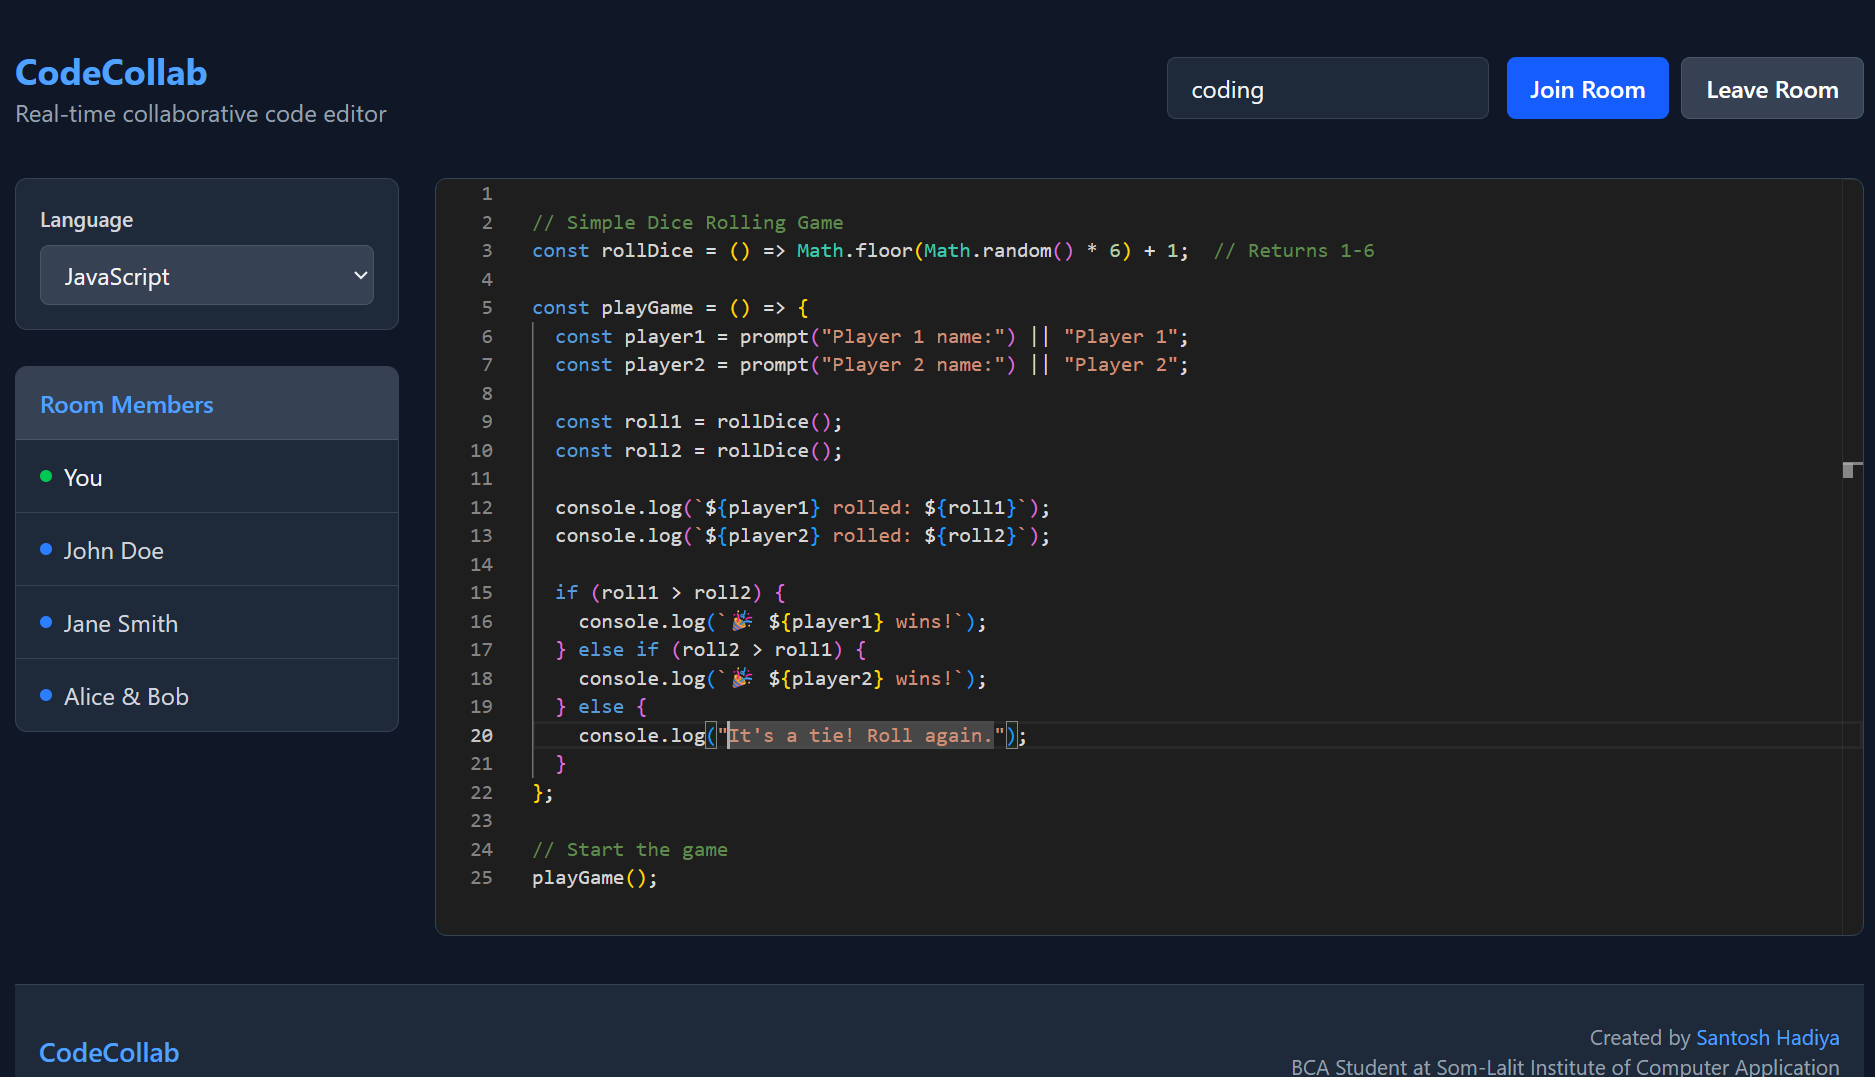 CodeCollab
Real-time collaborative code editor
coding
Join Room
Leave Room
Language
JavaScript
Room Members
You
John Doe
Jane Smith
Alice & Bob
1
2 // Simple Dice Rolling Game
3 const rollDice = () => Math.floor(Math.random() * 6) + 1;  // Returns 1-6
4
5 const playGame = () => {
6   const player1 = prompt("Player 1 name:") || "Player 1";
7   const player2 = prompt("Player 2 name:") || "Player 2";
8
9   const roll1 = rollDice();
10   const roll2 = rollDice();
11
12   console.log(`${player1} rolled: ${roll1}`);
13   console.log(`${player2} rolled: ${roll2}`);
14
15   if (roll1 > roll2) {
16     console.log(`🎉 ${player1} wins!`);
17   } else if (roll2 > roll1) {
18     console.log(`🎉 ${player2} wins!`);
19   } else {
20     console.log("It's a tie! Roll again.");
21   }
22 };
23
24 // Start the game
25 playGame();
CodeCollab
Created by Santosh Hadiya
BCA Student at Som-Lalit Institute of Computer Application